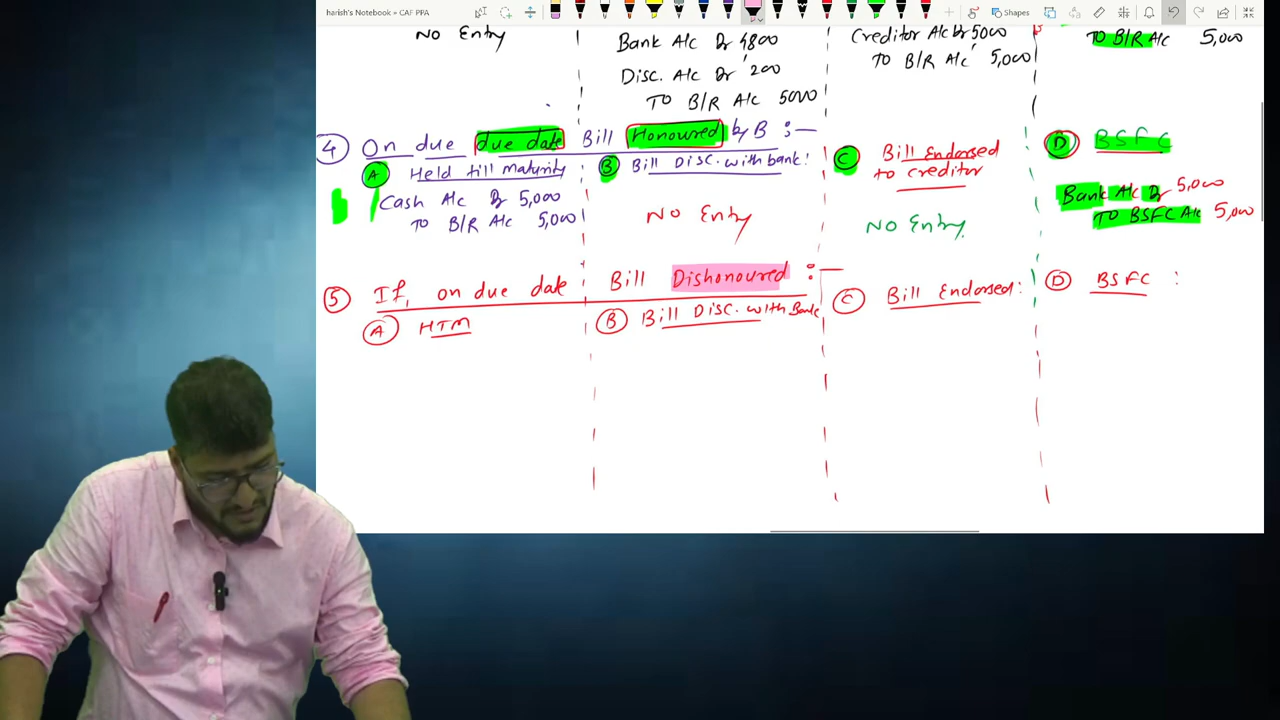 harish's Notebook » CAF PPA
Shapes
NO Entry
Bank A/c Dr 4800
Disc. A/c Dr 200
TO B/R A/c 5000
Creditor A/c Dr 5000
TO B/R A/c 5,000
TO B/R A/c 5,000
④ On due due date Bill Honoured by B :—
Ⓐ Held till maturity
Cash A/c Dr 5,000
TO B/R A/c 5,000
Ⓑ Bill Disc. with bank:
NO Entry
Ⓒ Bill Endorsed
to creditor
NO Entry.
Ⓓ BSFC
Bank A/c Dr 5,000
TO BSFC A/c 5,000
⑤ If, on due date Bill Dishonoured :—
Ⓐ HTM
Ⓑ Bill Disc. with Bank
Ⓒ Bill Endorsed:
Ⓓ BSFC :